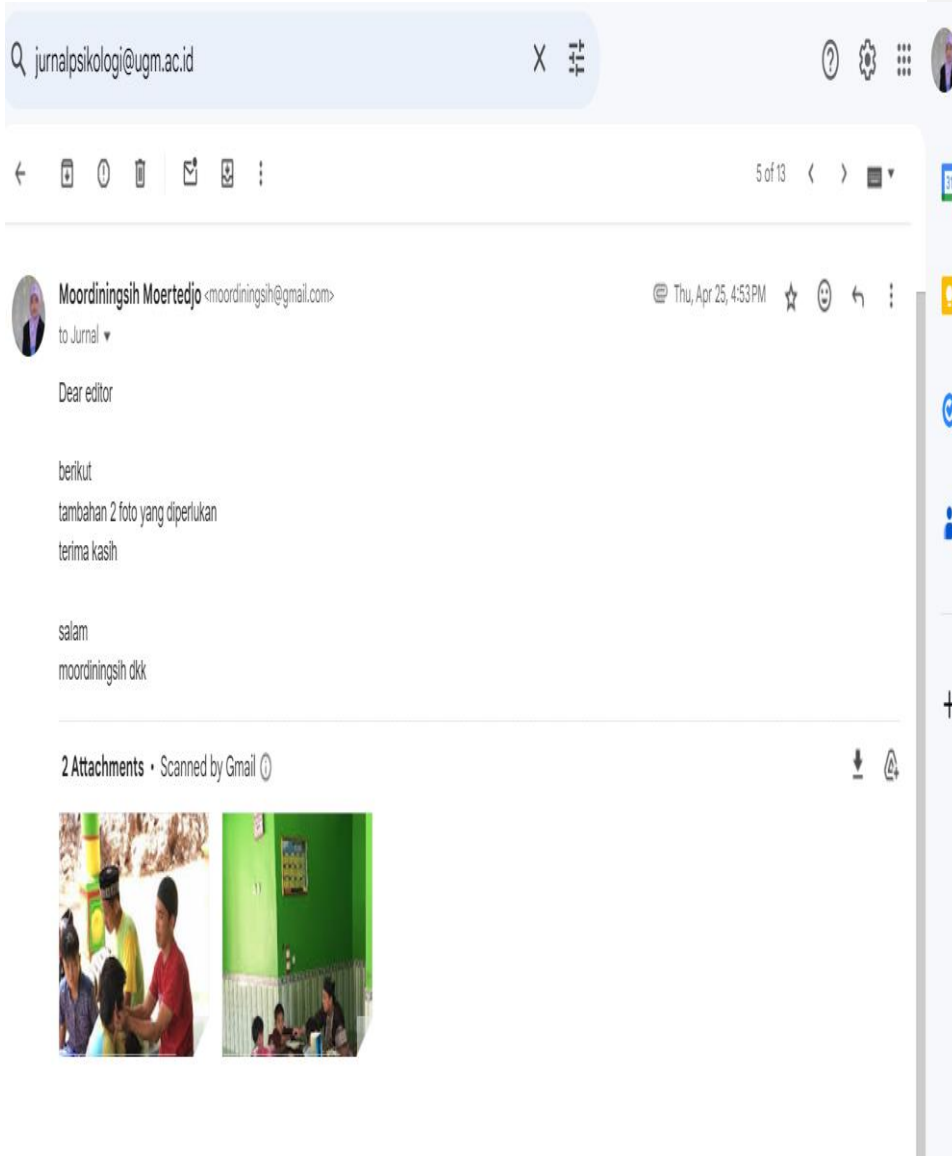 jurnalpsikologi@ugm.ac.id
5 of 13
Moordiningsih Moertedjo <moordiningsih@gmail.com>
Thu, Apr 25, 4:53 PM
to Jurnal
Dear editor
berikut
tambahan 2 foto yang diperlukan
terima kasih
salam
moordiningsih dkk
2 Attachments • Scanned by Gmail